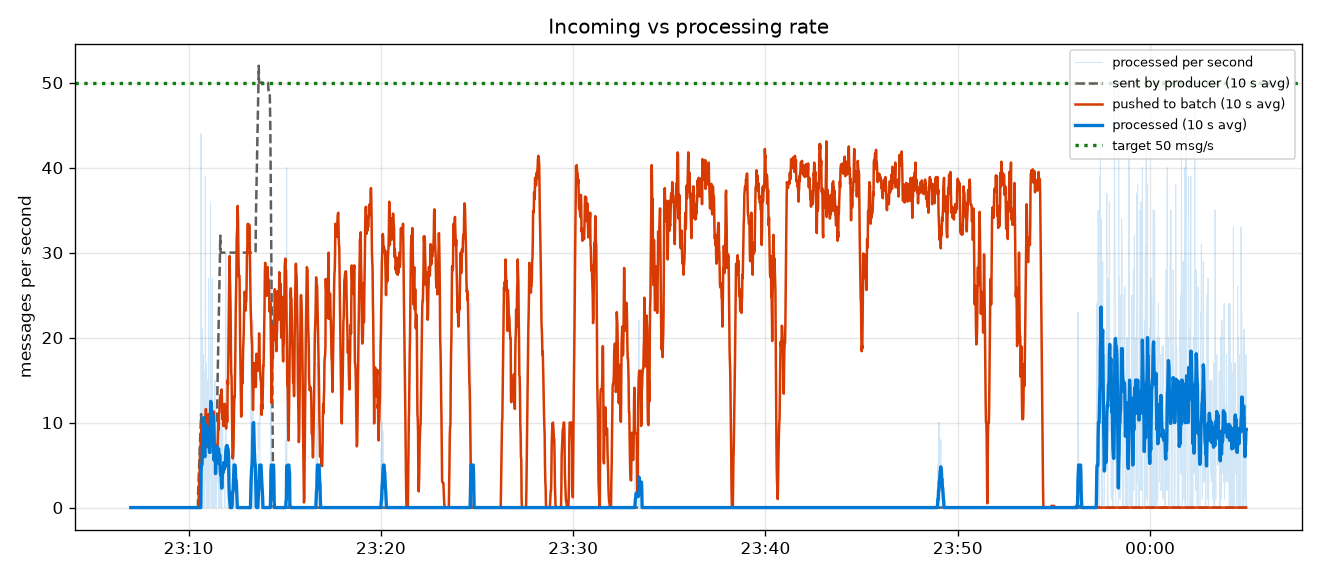 Incoming vs processing rate
messages per second
50
40
30
20
10
0
processed per second
sent by producer (10 s avg)
pushed to batch (10 s avg)
processed (10 s avg)
target 50 msg/s
23:10 23:20 23:30 23:40 23:50 00:00